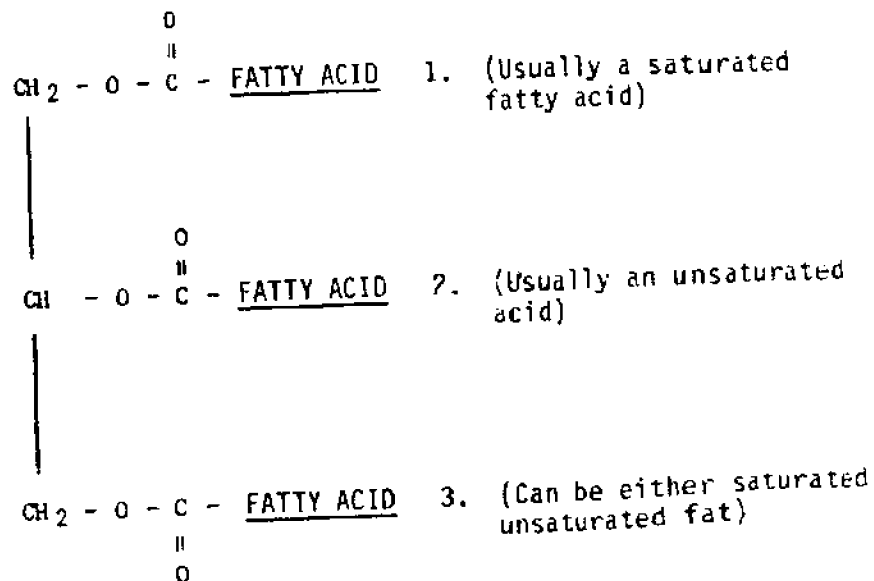 O
||
CH2 - O - C - FATTY ACID 1. (Usually a saturated
fatty acid)
O
||
CH - O - C - FATTY ACID 2. (Usually an unsaturated
acid)
CH2 - O - C - FATTY ACID 3. (Can be either saturated
unsaturated fat)
||
O